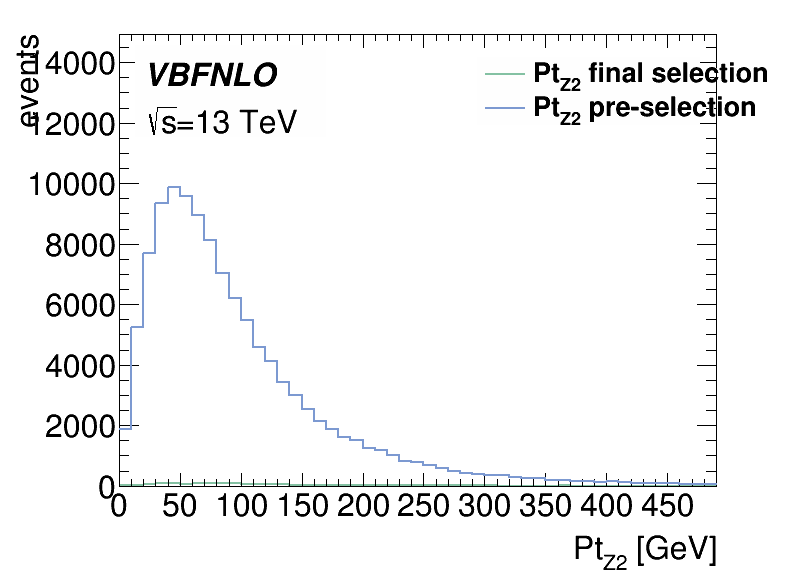 events
14000
12000
10000
8000
6000
4000
2000
0
VBFNLO
√s=13 TeV
Pt_Z2 final selection
Pt_Z2 pre-selection
0 50 100 150 200 250 300 350 400 450
Pt_Z2 [GeV]